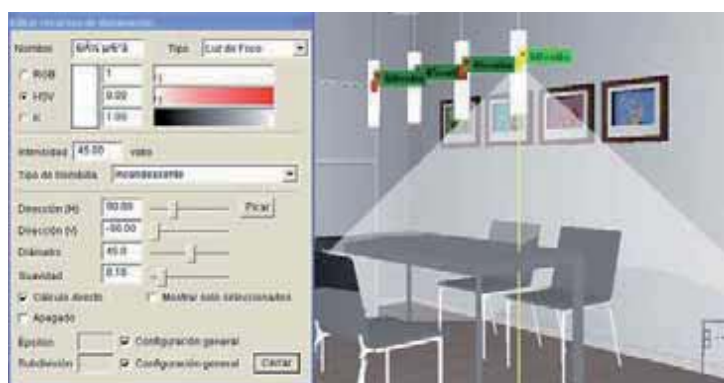 Nombre Tipo Luz de Foco
RGB 1
HSV 0.00
K 1.00
Intensidad 45.00 vatio
Tipo de bombilla Incandescente
Dirección (H) 90.00 Picar
Dirección (V) -90.00
Diámetro 45.0
Suavidad 0.10
Cálculo directo Mostrar solo seleccionados
Apagado
Epsilon Configuración general
Subdivisión Configuración general Cerrar